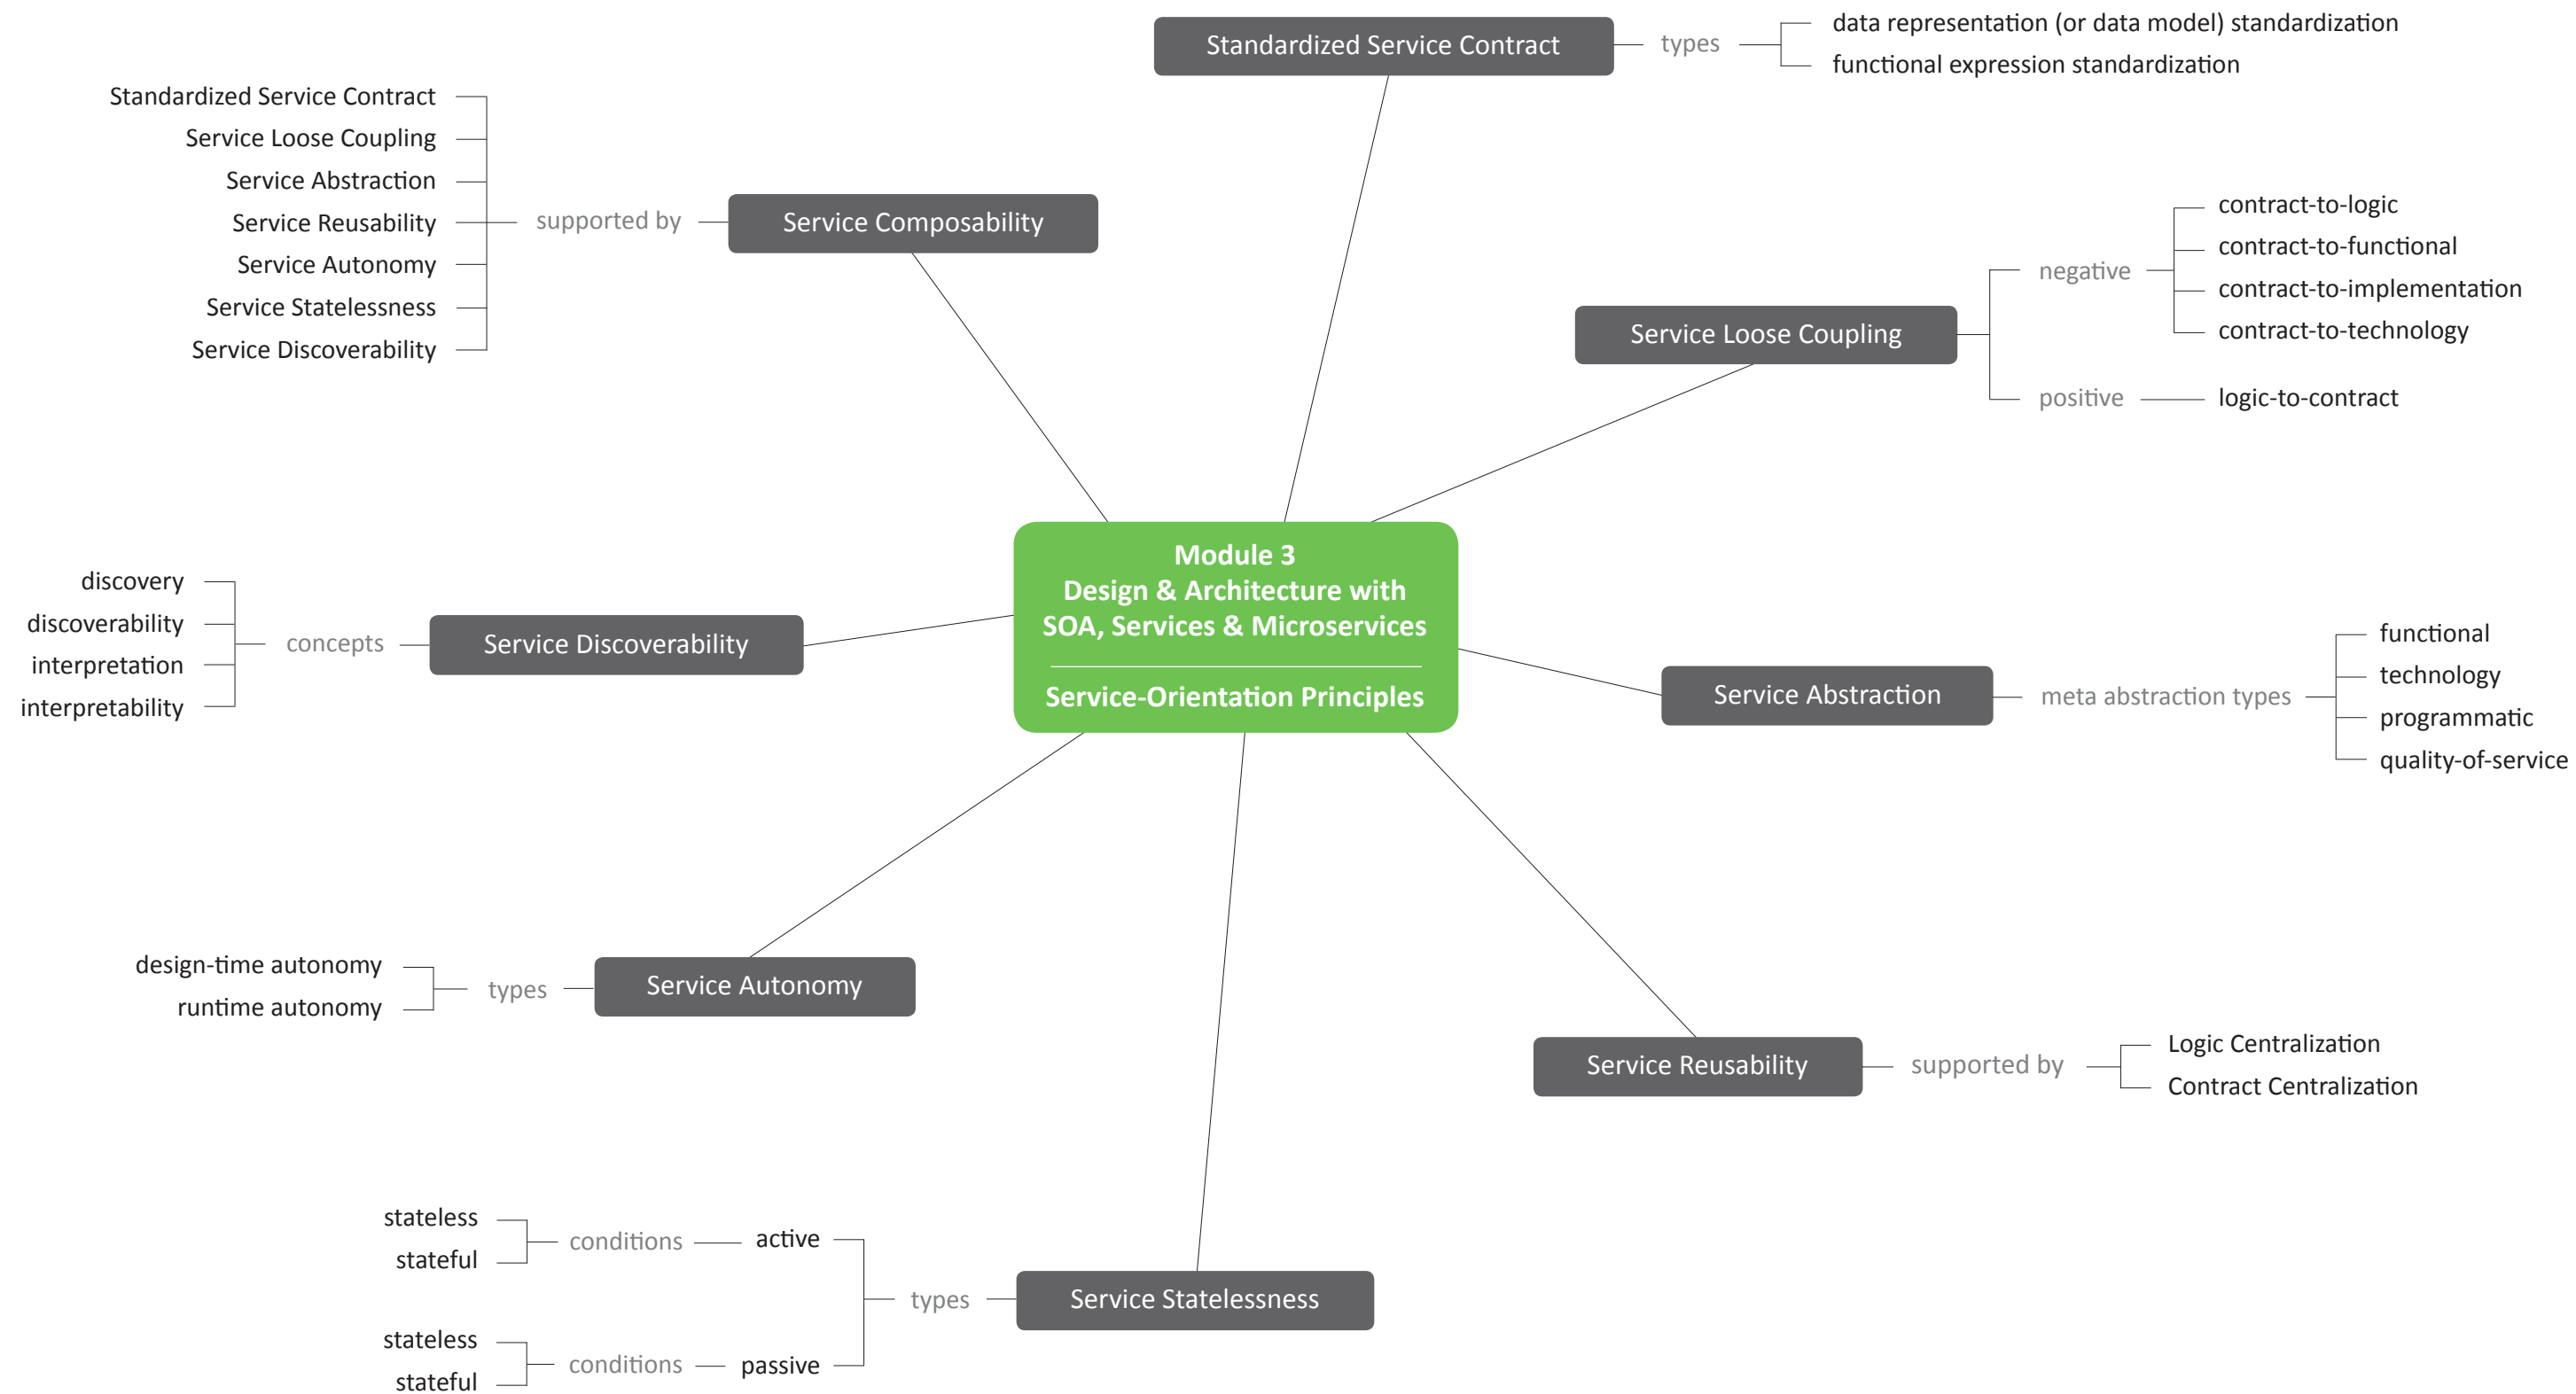 Standardized Service Contract
types
data representation (or data model) standardization
functional expression standardization
Standardized Service Contract
Service Loose Coupling
Service Abstraction
Service Reusability
Service Autonomy
Service Statelessness
Service Discoverability
supported by
Service Composability
Service Loose Coupling
negative
contract-to-logic
contract-to-functional
contract-to-implementation
contract-to-technology
positive
logic-to-contract
Module 3
Design & Architecture with
SOA, Services & Microservices
Service-Orientation Principles
discovery
discoverability
interpretation
interpretability
concepts
Service Discoverability
Service Abstraction
meta abstraction types
functional
technology
programmatic
quality-of-service
design-time autonomy
runtime autonomy
types
Service Autonomy
Service Reusability
supported by
Logic Centralization
Contract Centralization
stateless
stateful
conditions
active
stateless
stateful
conditions
passive
types
Service Statelessness